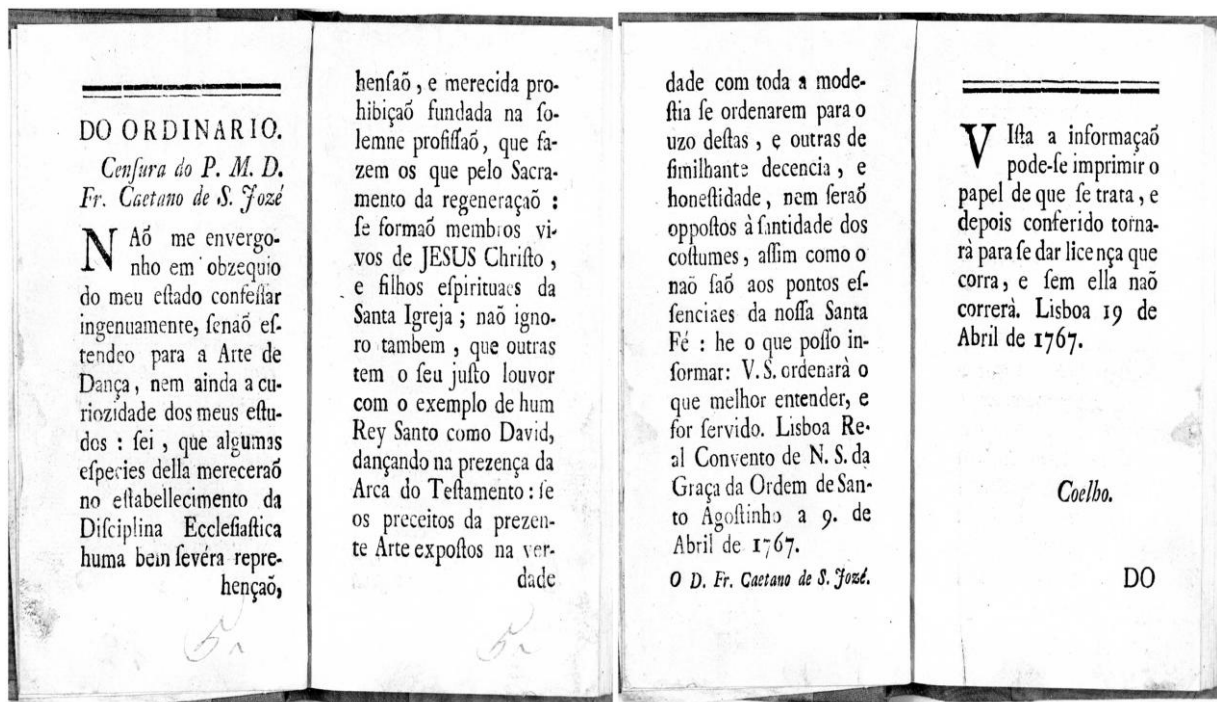 DO ORDINARIO.
Cenſura do P. M. D.
Fr. Caetano de S. Jozé
NAõ me envergo-
nho em obzequio
do meu eſtado confeſſar
ingenuamente, ſenaõ eſ-
tendeo para a Arte de
Dança, nem ainda a cu-
riozidade dos meus eſtu-
dos : ſei , que algumas
eſpecies della mereceraõ
no eſtabellecimento da
Diſciplina Eccleſiaſtica
huma bem ſevéra repre-
hençaõ,
henſaõ , e merecida pro-
hibiçaõ fundada na ſo-
lemne profiſſaõ, que fa-
zem os que pelo Sacra-
mento da regeneraçaõ :
ſe formaõ membros vi-
vos de JESUS Chriſto ,
e filhos eſpirituaes da
Santa Igreja ; naõ igno-
ro tambem , que outras
tem o ſeu juſto louvor
com o exemplo de hum
Rey Santo como David,
dançando na prezença da
Arca do Teſtamento : ſe
os preceitos da prezen-
te Arte expoſtos na ver-
dade
dade com toda a mode-
ſtia ſe ordenarem para o
uzo deſtas , e outras de
ſimilhante decencia , e
honeſtidade , nem ſeraõ
oppoſtos à ſantidade dos
coſtumes , aſſim como o
naõ ſaõ aos pontos eſ-
ſenciaes da noſſa Santa
Fé : he o que poſſo in-
formar: V. S. ordenarà o
que melhor entender, e
for ſervido. Lisboa Re-
al Convento de N. S. da
Graça da Ordem de San-
to Agoſtinho a 9. de
Abril de 1767.
O D. Fr. Caetano de S. Jozé.
VIſta a informaçaõ
pode-ſe imprimir o
papel de que ſe trata, e
depois conferido torna-
rà para ſe dar licença que
corra, e ſem ella naõ
correrà. Lisboa 19 de
Abril de 1767.
Coelho.
DO